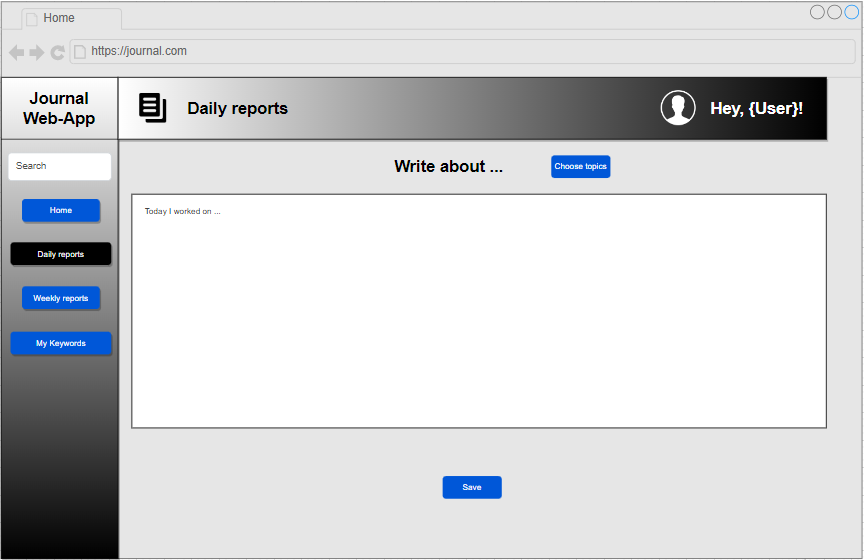 Home
https://journal.com
Journal
Web-App
Daily reports
Hey, {User}!
Search
Home
Daily reports
Weekly reports
My Keywords
Write about ...
Choose topics
Today I worked on ...
Save